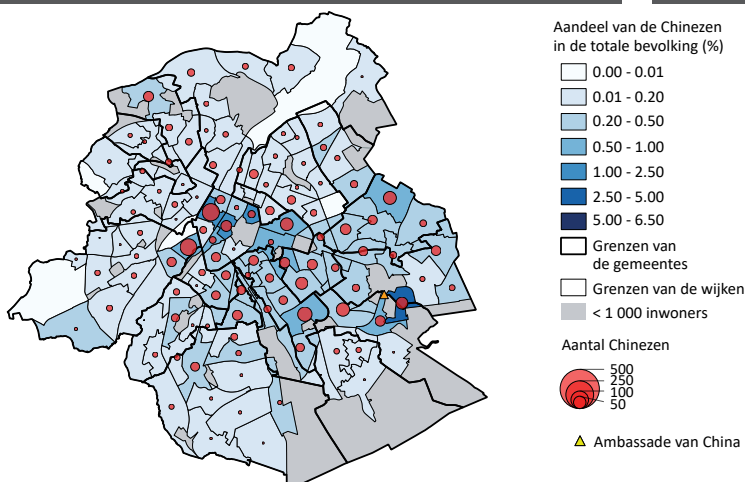 Aandeel van de Chinezen
in de totale bevolking (%)
0.00 - 0.01
0.01 - 0.20
0.20 - 0.50
0.50 - 1.00
1.00 - 2.50
2.50 - 5.00
5.00 - 6.50
Grenzen van
de gemeentes
Grenzen van de wijken
< 1 000 inwoners
Aantal Chinezen
500
250
100
50
Ambassade van China